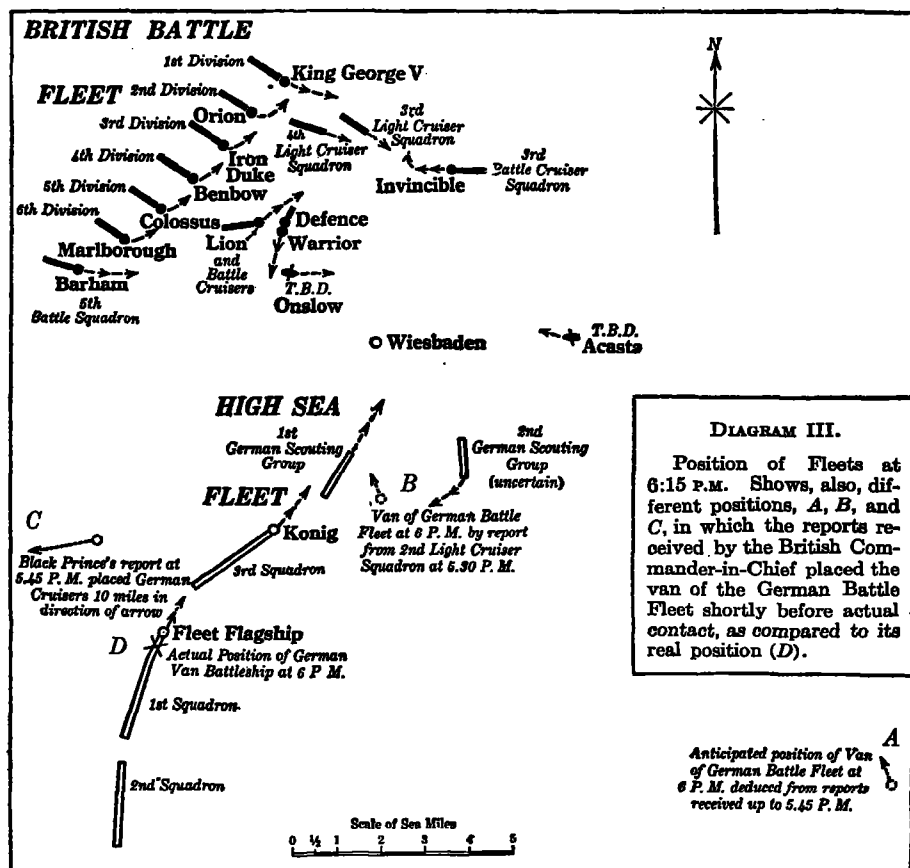 BRITISH BATTLE
FLEET
1st Division
King George V
2nd Division
Orion
3rd Division
Iron
Duke
4th Division
Benbow
5th Division
Colossus
6th Division
Marlborough
Barham
5th
Battle Squadron
4th
Light Cruiser
Squadron
3rd
Light Cruiser
Squadron
Invincible
3rd
Battle Cruiser
Squadron
Lion
and
Battle
Cruisers
Defence
Warrior
T.B.D.
Onslow
N
Wiesbaden
T.B.D.
Acasta
HIGH SEA
FLEET
1st
German Scouting
Group
2nd
German Scouting
Group
(uncertain)
B
Van of German Battle
Fleet at 6 P. M. by report
from 2nd Light Cruiser
Squadron at 5.30 P. M.
Konig
3rd Squadron
C
Black Prince's report at
5.45 P. M. placed German
Cruisers 10 miles in
direction of arrow
D
Fleet Flagship
Actual Position of German
Van Battleship at 6 P M.
1st Squadron
2nd Squadron
DIAGRAM III.
Position of Fleets at
6:15 P.M. Shows, also, dif-
ferent positions, A, B, and
C, in which the reports re-
ceived by the British Com-
mander-in-Chief placed the
van of the German Battle
Fleet shortly before actual
contact, as compared to its
real position (D).
A
Anticipated position of Van
of German Battle Fleet at
6 P. M. deduced from reports
received up to 5.45 P. M.
Scale of Sea Miles
0 ½ 1 2 3 4 5